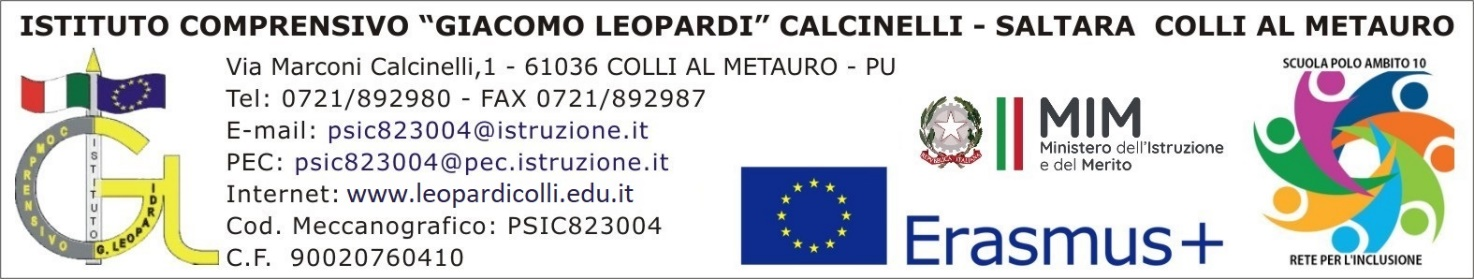 ISTITUTO COMPRENSIVO “GIACOMO LEOPARDI” CALCINELLI - SALTARA COLLI AL METAURO
Via Marconi Calcinelli,1 - 61036 COLLI AL METAURO - PU
Tel: 0721/892980 - FAX 0721/892987
E-mail: psic823004@istruzione.it
PEC: psic823004@pec.istruzione.it
Internet: www.leopardicolli.edu.it
Cod. Meccanografico: PSIC823004
C.F. 90020760410
ISTITUTO
G. LEOPARDI
REPVBBLICA ITALIANA
MIM
Ministero dell'Istruzione
e del Merito
Erasmus+
SCUOLA POLO AMBITO 10
RETE PER L'INCLUSIONE